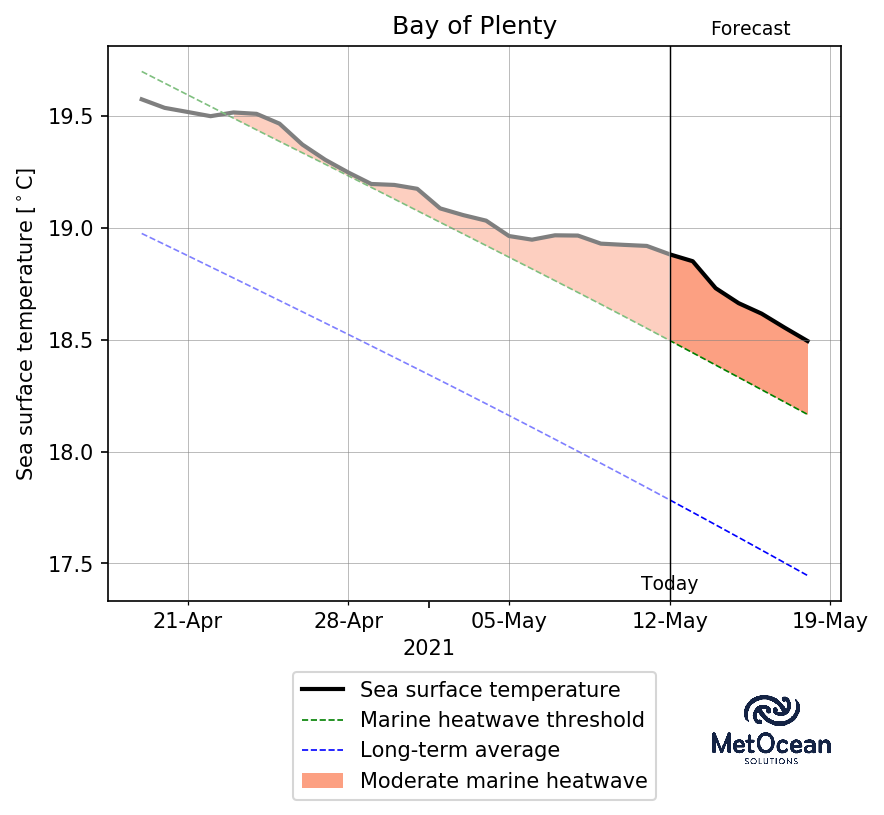 Bay of Plenty
Forecast
Sea surface temperature [°C]
19.5
19.0
18.5
18.0
17.5
Today
21-Apr
28-Apr
05-May
12-May
19-May
2021
Sea surface temperature
Marine heatwave threshold
Long-term average
Moderate marine heatwave
MetOcean
SOLUTIONS